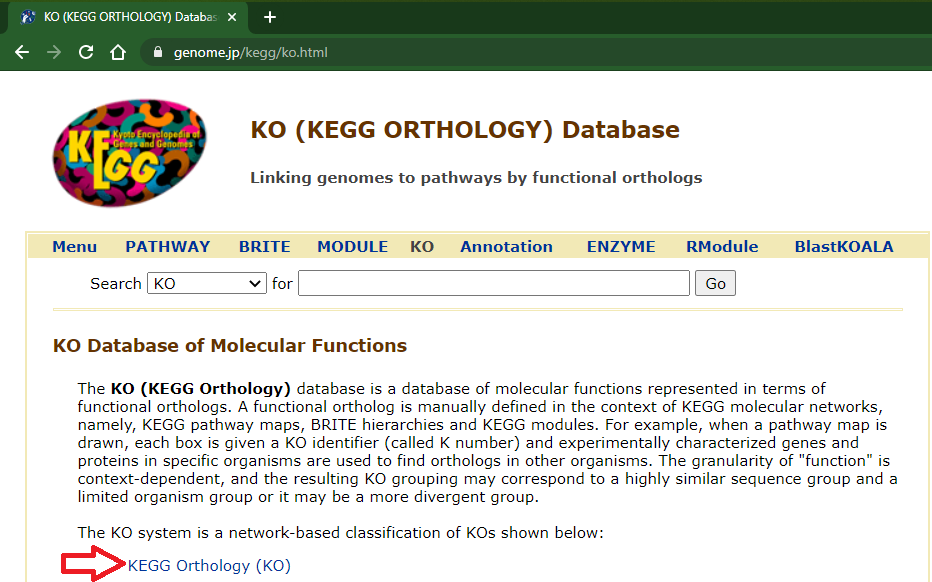 KO (KEGG ORTHOLOGY) Databas
genome.jp/kegg/ko.html
KEGG
Kyoto Encyclopedia of
Genes and Genomes
KO (KEGG ORTHOLOGY) Database
Linking genomes to pathways by functional orthologs
Menu PATHWAY BRITE MODULE KO Annotation ENZYME RModule BlastKOALA
Search KO for Go
KO Database of Molecular Functions
The KO (KEGG Orthology) database is a database of molecular functions represented in terms of
functional orthologs. A functional ortholog is manually defined in the context of KEGG molecular networks,
namely, KEGG pathway maps, BRITE hierarchies and KEGG modules. For example, when a pathway map is
drawn, each box is given a KO identifier (called K number) and experimentally characterized genes and
proteins in specific organisms are used to find orthologs in other organisms. The granularity of "function" is
context-dependent, and the resulting KO grouping may correspond to a highly similar sequence group and a
limited organism group or it may be a more divergent group.
The KO system is a network-based classification of KOs shown below:
KEGG Orthology (KO)